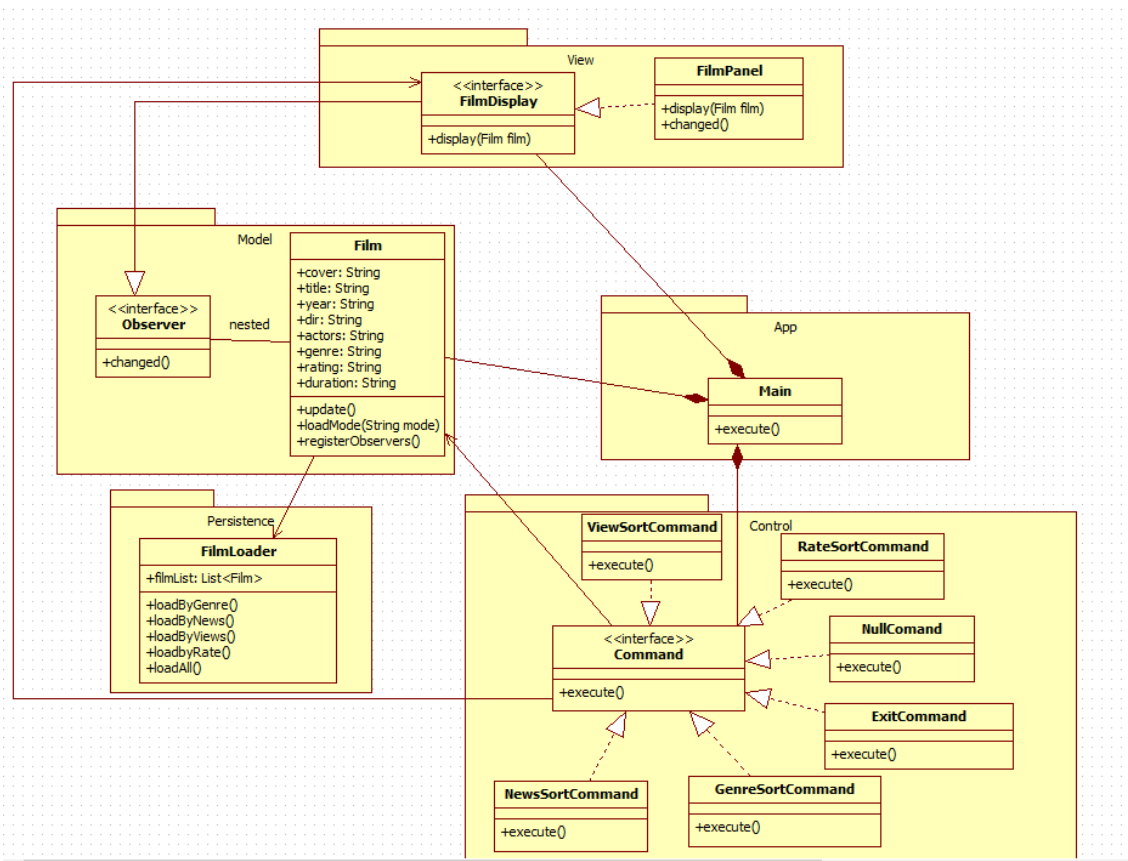 View
<<interface>>
FilmDisplay
+display(Film film)
FilmPanel
+display(Film film)
+changed()
Model
<<interface>>
Observer
+changed()
nested
Film
+cover: String
+title: String
+year: String
+dir: String
+actors: String
+genre: String
+rating: String
+duration: String
+update()
+loadMode(String mode)
+registerObservers()
App
Main
+execute()
Persistence
FilmLoader
+filmList: List<Film>
+loadByGenre()
+loadByNews()
+loadByViews()
+loadbyRate()
+loadAll()
Control
ViewSortCommand
+execute()
RateSortCommand
+execute()
<<interface>>
Command
+execute()
NullComand
+execute()
ExitCommand
+execute()
NewsSortCommand
+execute()
GenreSortCommand
+execute()